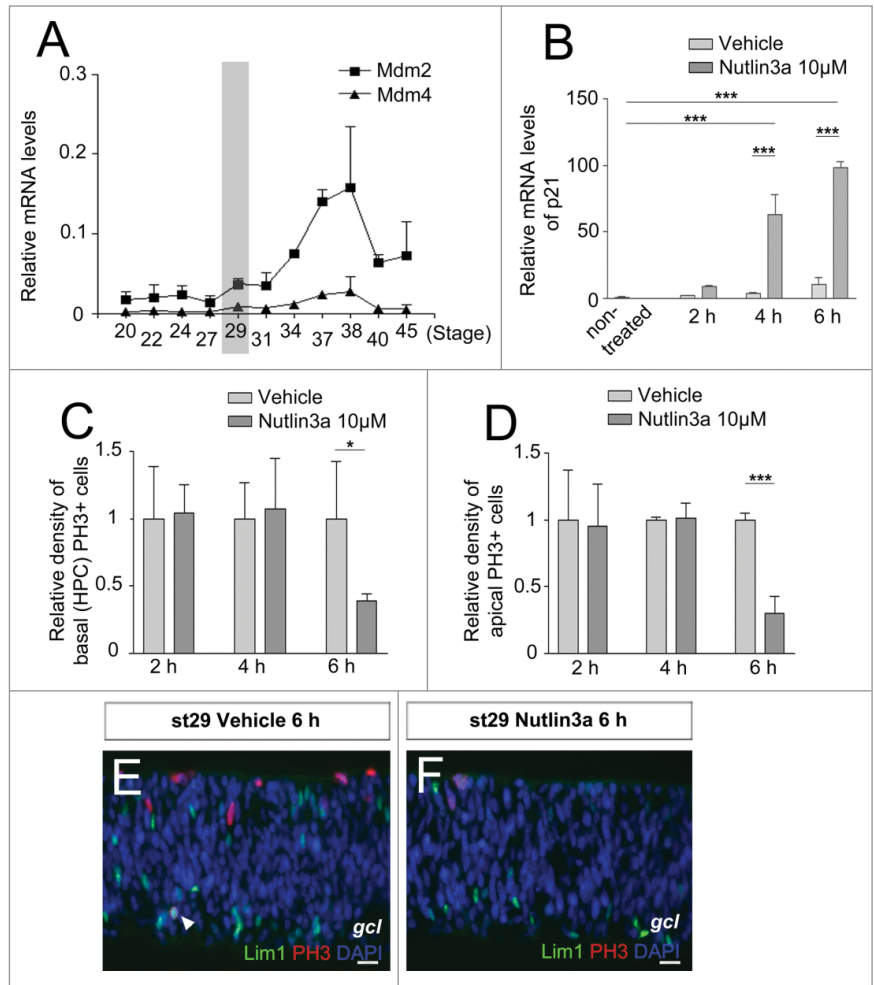 A
Relative mRNA levels
0.3
0.2
0.1
0
Mdm2
Mdm4
20 22 24 27 29 31 34 37 38 40 45 (Stage)
B
Vehicle
Nutlin3a 10μM
Relative mRNA levels
of p21
150
100
50
0
***
***
***
***
non-
treated
2 h 4 h 6 h
C
Vehicle
Nutlin3a 10μM
Relative density of
basal (HPC) PH3+ cells
1.5
1
0.5
0
*
2 h 4 h 6 h
D
Vehicle
Nutlin3a 10μM
Relative density of
apical PH3+ cells
1.5
1
0.5
0
***
2 h 4 h 6 h
st29 Vehicle 6 h
E
gcl
Lim1 PH3 DAPI
st29 Nutlin3a 6 h
F
gcl
Lim1 PH3 DAPI